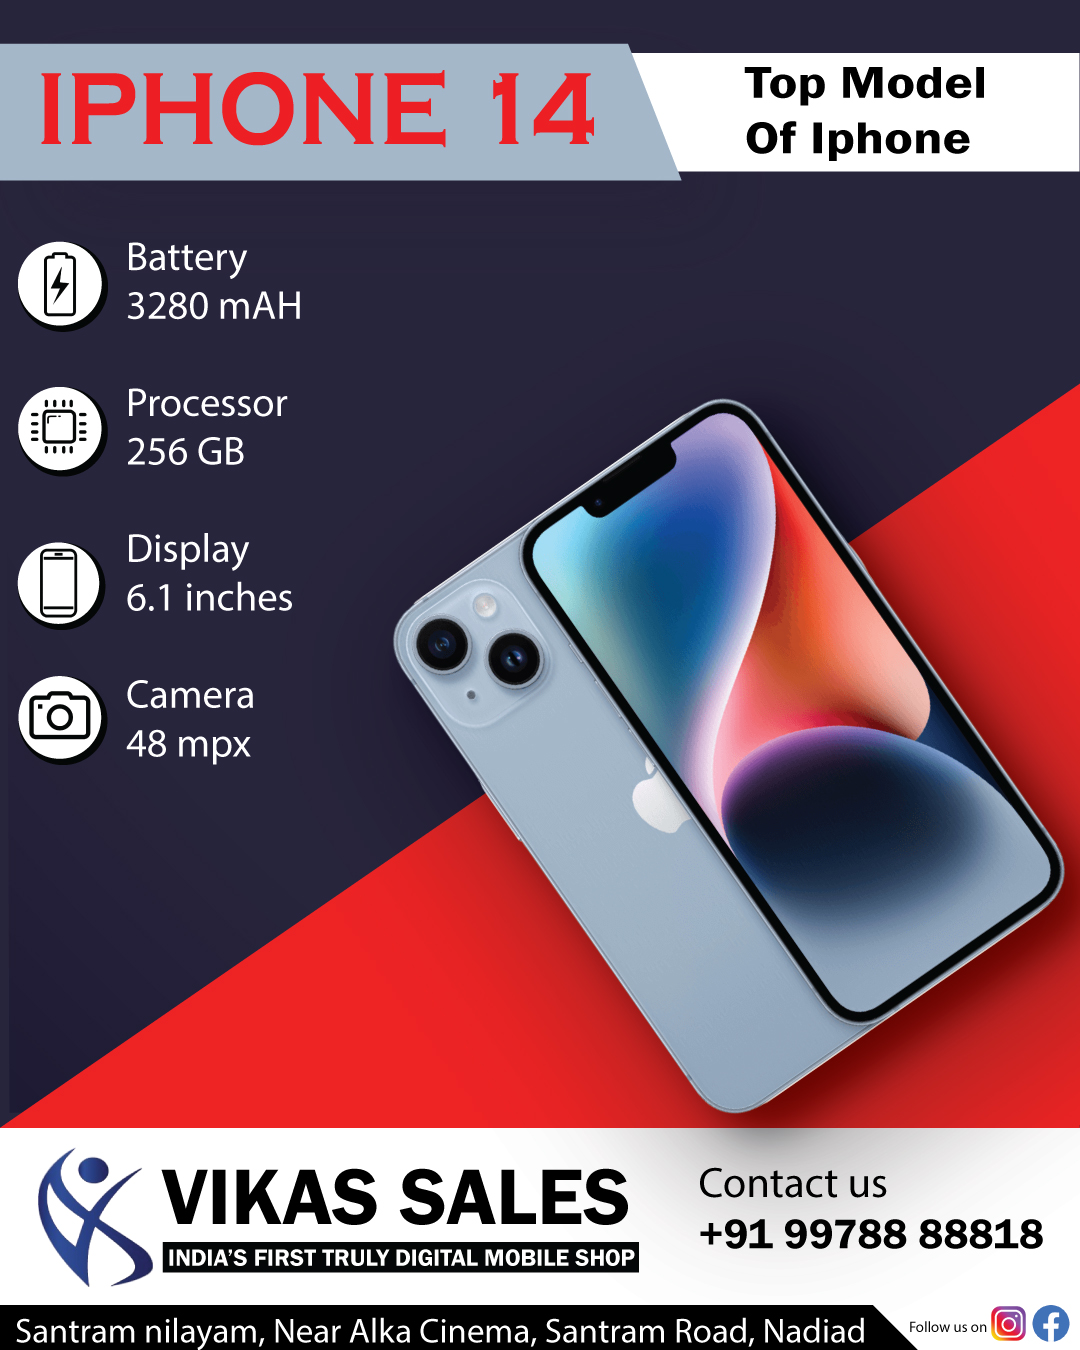 IPHONE 14
Top Model
Of Iphone
Battery
3280 mAH
Processor
256 GB
Display
6.1 inches
Camera
48 mpx
VIKAS SALES
INDIA'S FIRST TRULY DIGITAL MOBILE SHOP
Contact us
+91 99788 88818
Santram nilayam, Near Alka Cinema, Santram Road, Nadiad
Follow us on